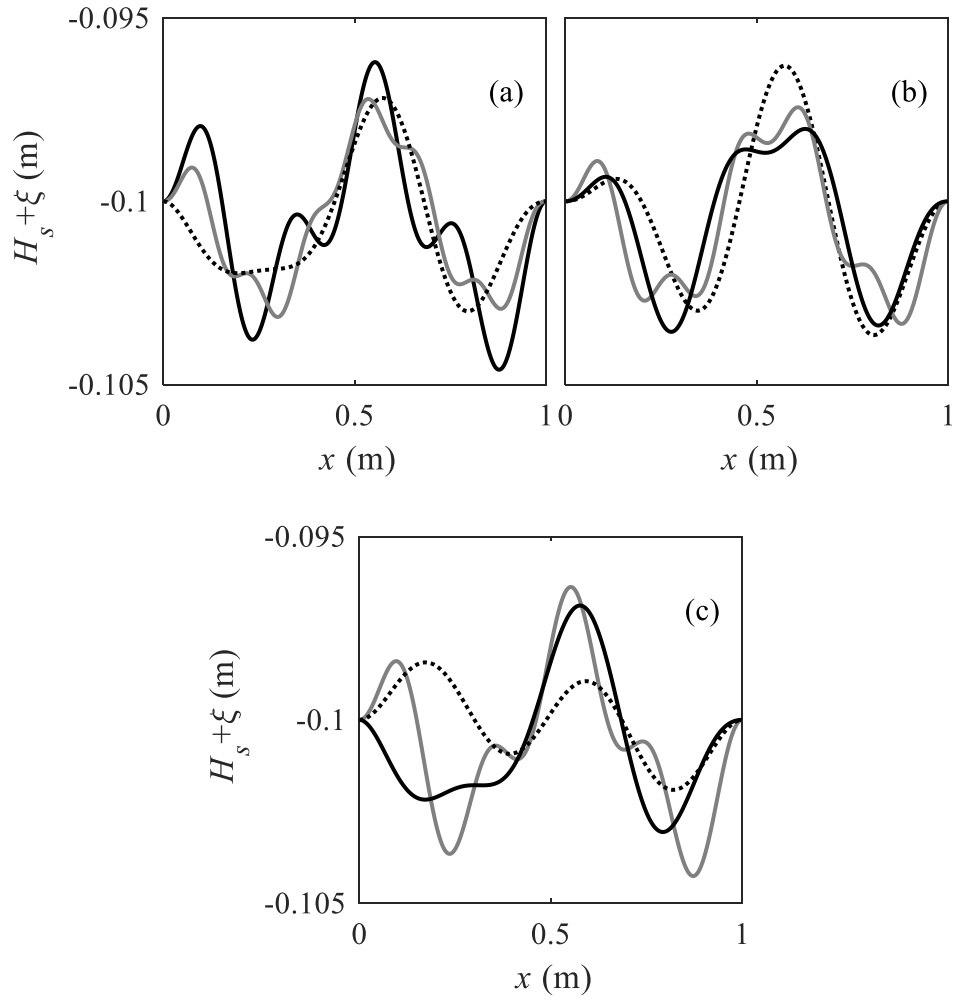 -0.095
(a)
(b)
H_s+ξ (m)
-0.1
-0.105
0 0.5 1 0 0.5 1
x (m) x (m)
-0.095
(c)
H_s+ξ (m)
-0.1
-0.105
0 0.5 1
x (m)